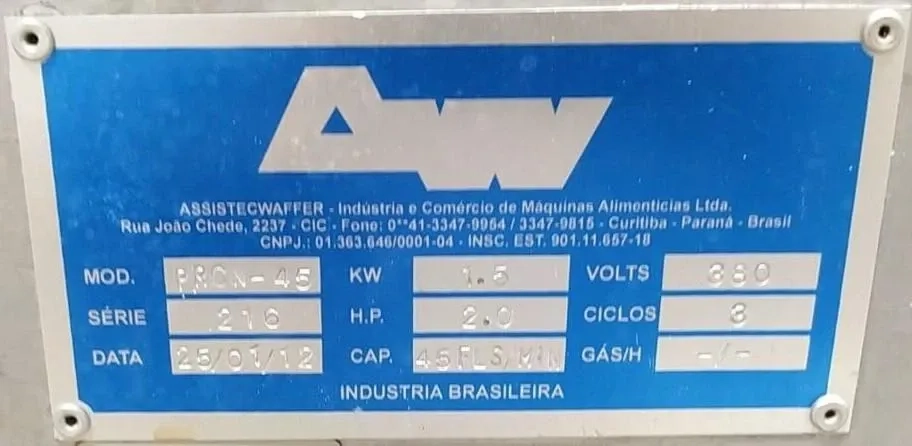 AW
ASSISTECWAFFER - Indústria e Comércio de Máquinas Alimenticias Ltda.
Rua João Chede, 2237 - CIC - Fone: 0**41-3347-9954 / 3347-9815 - Curitiba - Paraná - Brasil
CNPJ.: 01.363.646/0001-04 - INSC. EST. 901.11.657-18
MOD. PRCN-45 KW 1.5 VOLTS 380
SÉRIE 216 H.P. 2.0 CICLOS 3
DATA 25/01/12 CAP. 45FLS/MIN GÁS/H -/-
INDUSTRIA BRASILEIRA